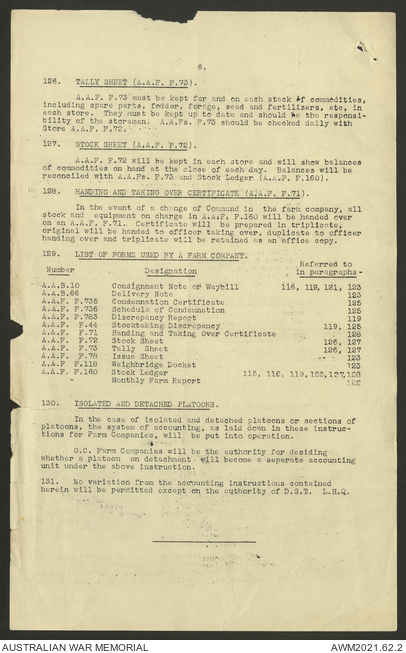 6.
126. TALLY SHEET (A.A.F. F.73).
A.A.F. F.73 must be kept for and on each stack of commodities,
including spare parts, fodder, forage, seed and fertilizers, etc, in
each store. They must be kept up to date and should be the responsi-
bility of the storeman. A.A.Fs. F.73 should be checked daily with
Store A.A.F. F.72.
127. STOCK SHEET (A.A.F. F.72).
A.A.F. F.72 will be kept in each store and will show balances
of commodities on hand at the close of each day. Balances will be
reconciled with A.A.Fs. F.73 and Stock Ledger (A.A.F. F.160).
128. HANDING AND TAKING OVER CERTIFICATE (A.A.F. F.71).
In the event of a change of Command in the farm company, all
stock and equipment on charge in A.A.F. F.160 will be handed over
on an A.A.F. F.71. Certificate will be prepared in triplicate,
original will be handed to officer taking over, duplicate to officer
handing over and triplicate will be retained as an office copy.
129. LIST OF FORMS USED BY A FARM COMPANY.
Referred to
Number Designation in paragraphs-
A.A.B.10 Consignment Note or Waybill 116, 119, 121, 123
A.A.B.66 Delivery Note 123
A.A.F. F.735 Condemnation Certificate 125
A.A.F. F.736 Schedule of Condemnation 125
A.A.F. F.783 Discrepancy Report 119
A.A.F. F.44 Stocktaking Discrepancy 119, 125
A.A.F. F.71 Handing and Taking Over Certificate 128
A.A.F. F.72 Stock Sheet 126, 127
A.A.F. F.73 Tally Sheet 126, 127
A.A.F. F.78 Issue Sheet 123
A.A.F F.118 Weighbridge Docket 123
A.A.F. F.160 Stock Ledger 115, 116, 119, 123, 127, 128
- Monthly Farm Report 122
130. ISOLATED AND DETACHED PLATOONS.
In the case of isolated and detached platoons or sections of
platoons, the system of accounting, as laid down in these instruc-
tions for Farm Companies, will be put into operation.
O.C. Farm Companies will be the authority for deciding
whether a platoon on detachment will become a separate accounting
unit under the above instruction.
131. No variation from the accounting instructions contained
herein will be permitted except on the authority of D.S.T. L.H.Q.
AUSTRALIAN WAR MEMORIAL
AWM2021.62.2